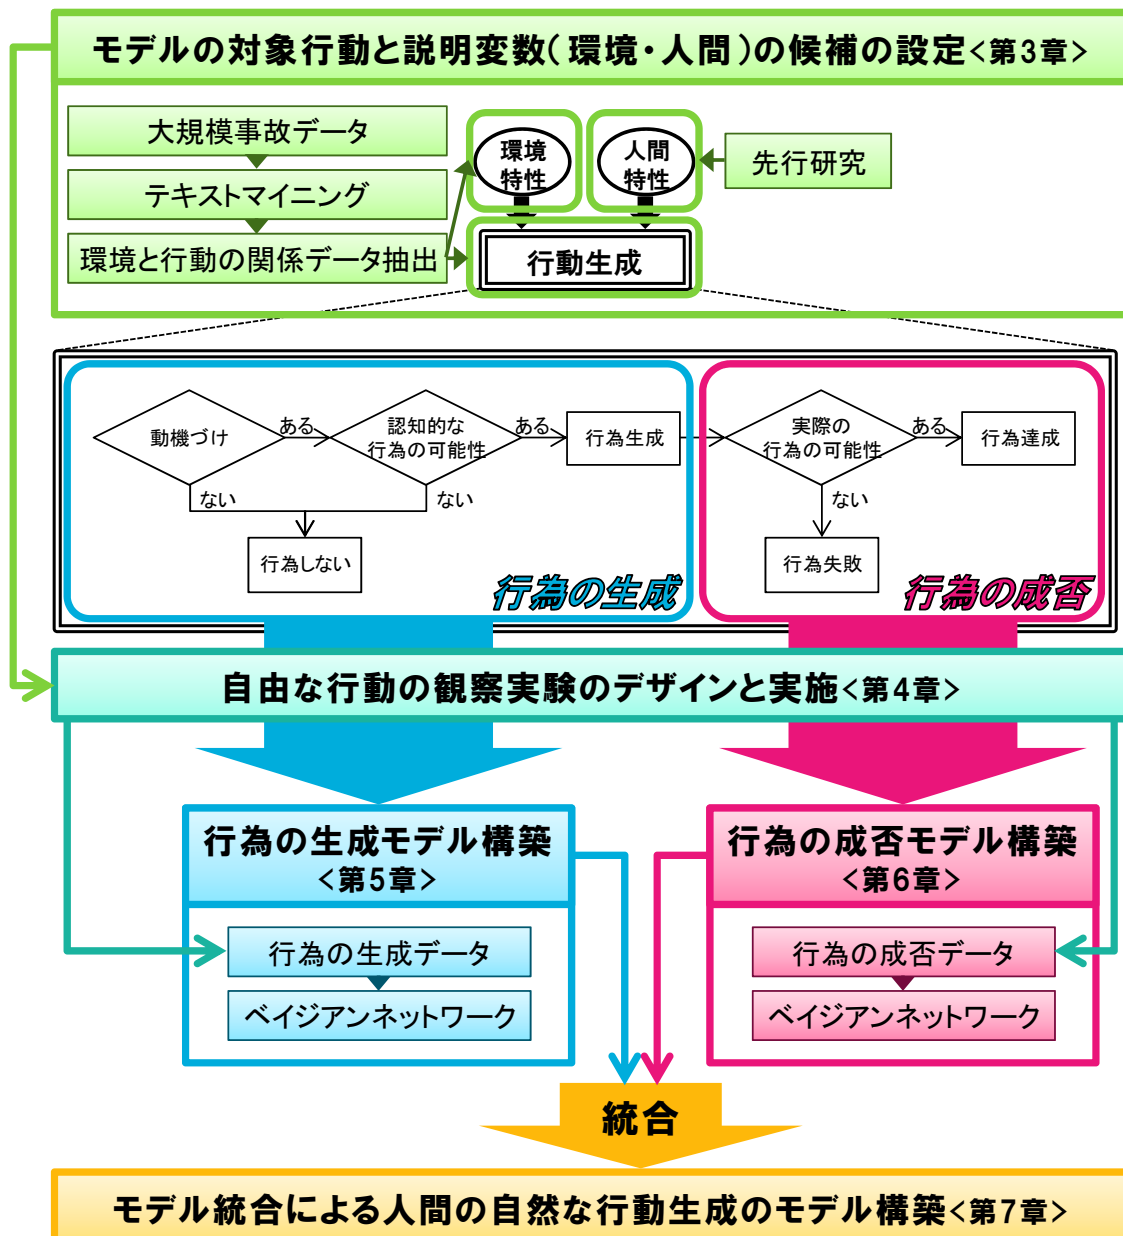 モデルの対象行動と説明変数(環境・人間)の候補の設定<第3章>
大規模事故データ
テキストマイニング
環境と行動の関係データ抽出
環境
特性
人間
特性
先行研究
行動生成
動機づけ
ある
認知的な
行為の可能性
ある
行為生成
実際の
行為の可能性
ある
行為達成
ない
ない
ない
行為しない
行為失敗
行為の生成
行為の成否
自由な行動の観察実験のデザインと実施<第4章>
行為の生成モデル構築
<第5章>
行為の生成データ
ベイジアンネットワーク
行為の成否モデル構築
<第6章>
行為の成否データ
ベイジアンネットワーク
統合
モデル統合による人間の自然な行動生成のモデル構築<第7章>